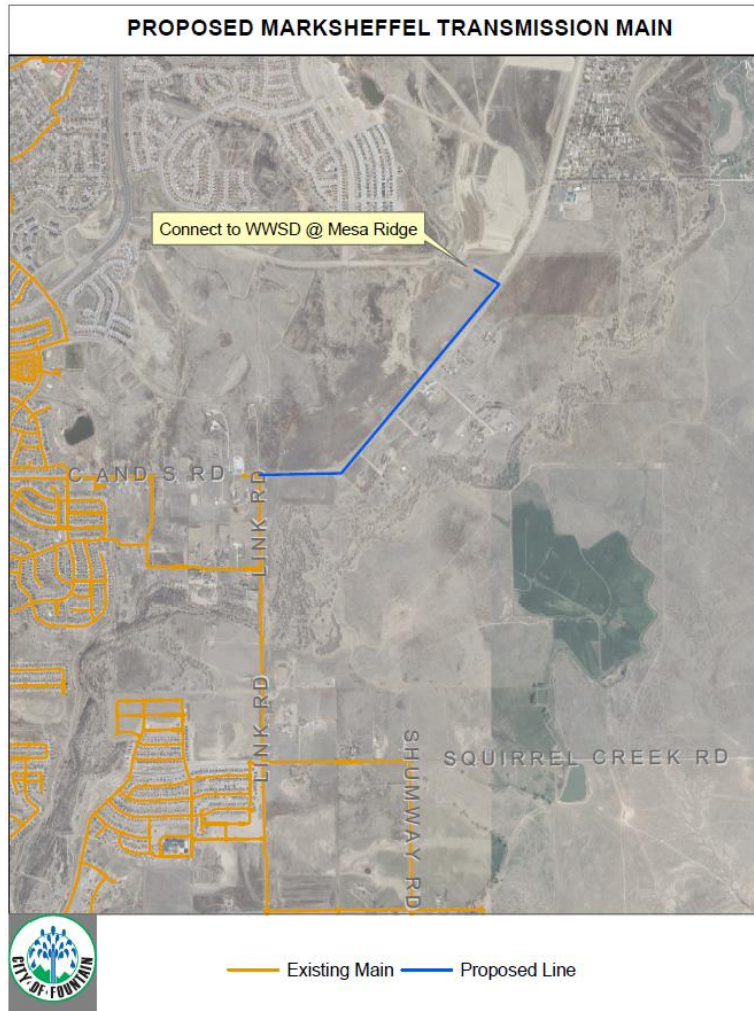 PROPOSED MARKSHEFFEL TRANSMISSION MAIN
Connect to WWSD @ Mesa Ridge
C AND S RD
LINK RD
LINK RD
SHUMWAY RD
SQUIRREL CREEK RD
CITY OF FOUNTAIN
Existing Main
Proposed Line